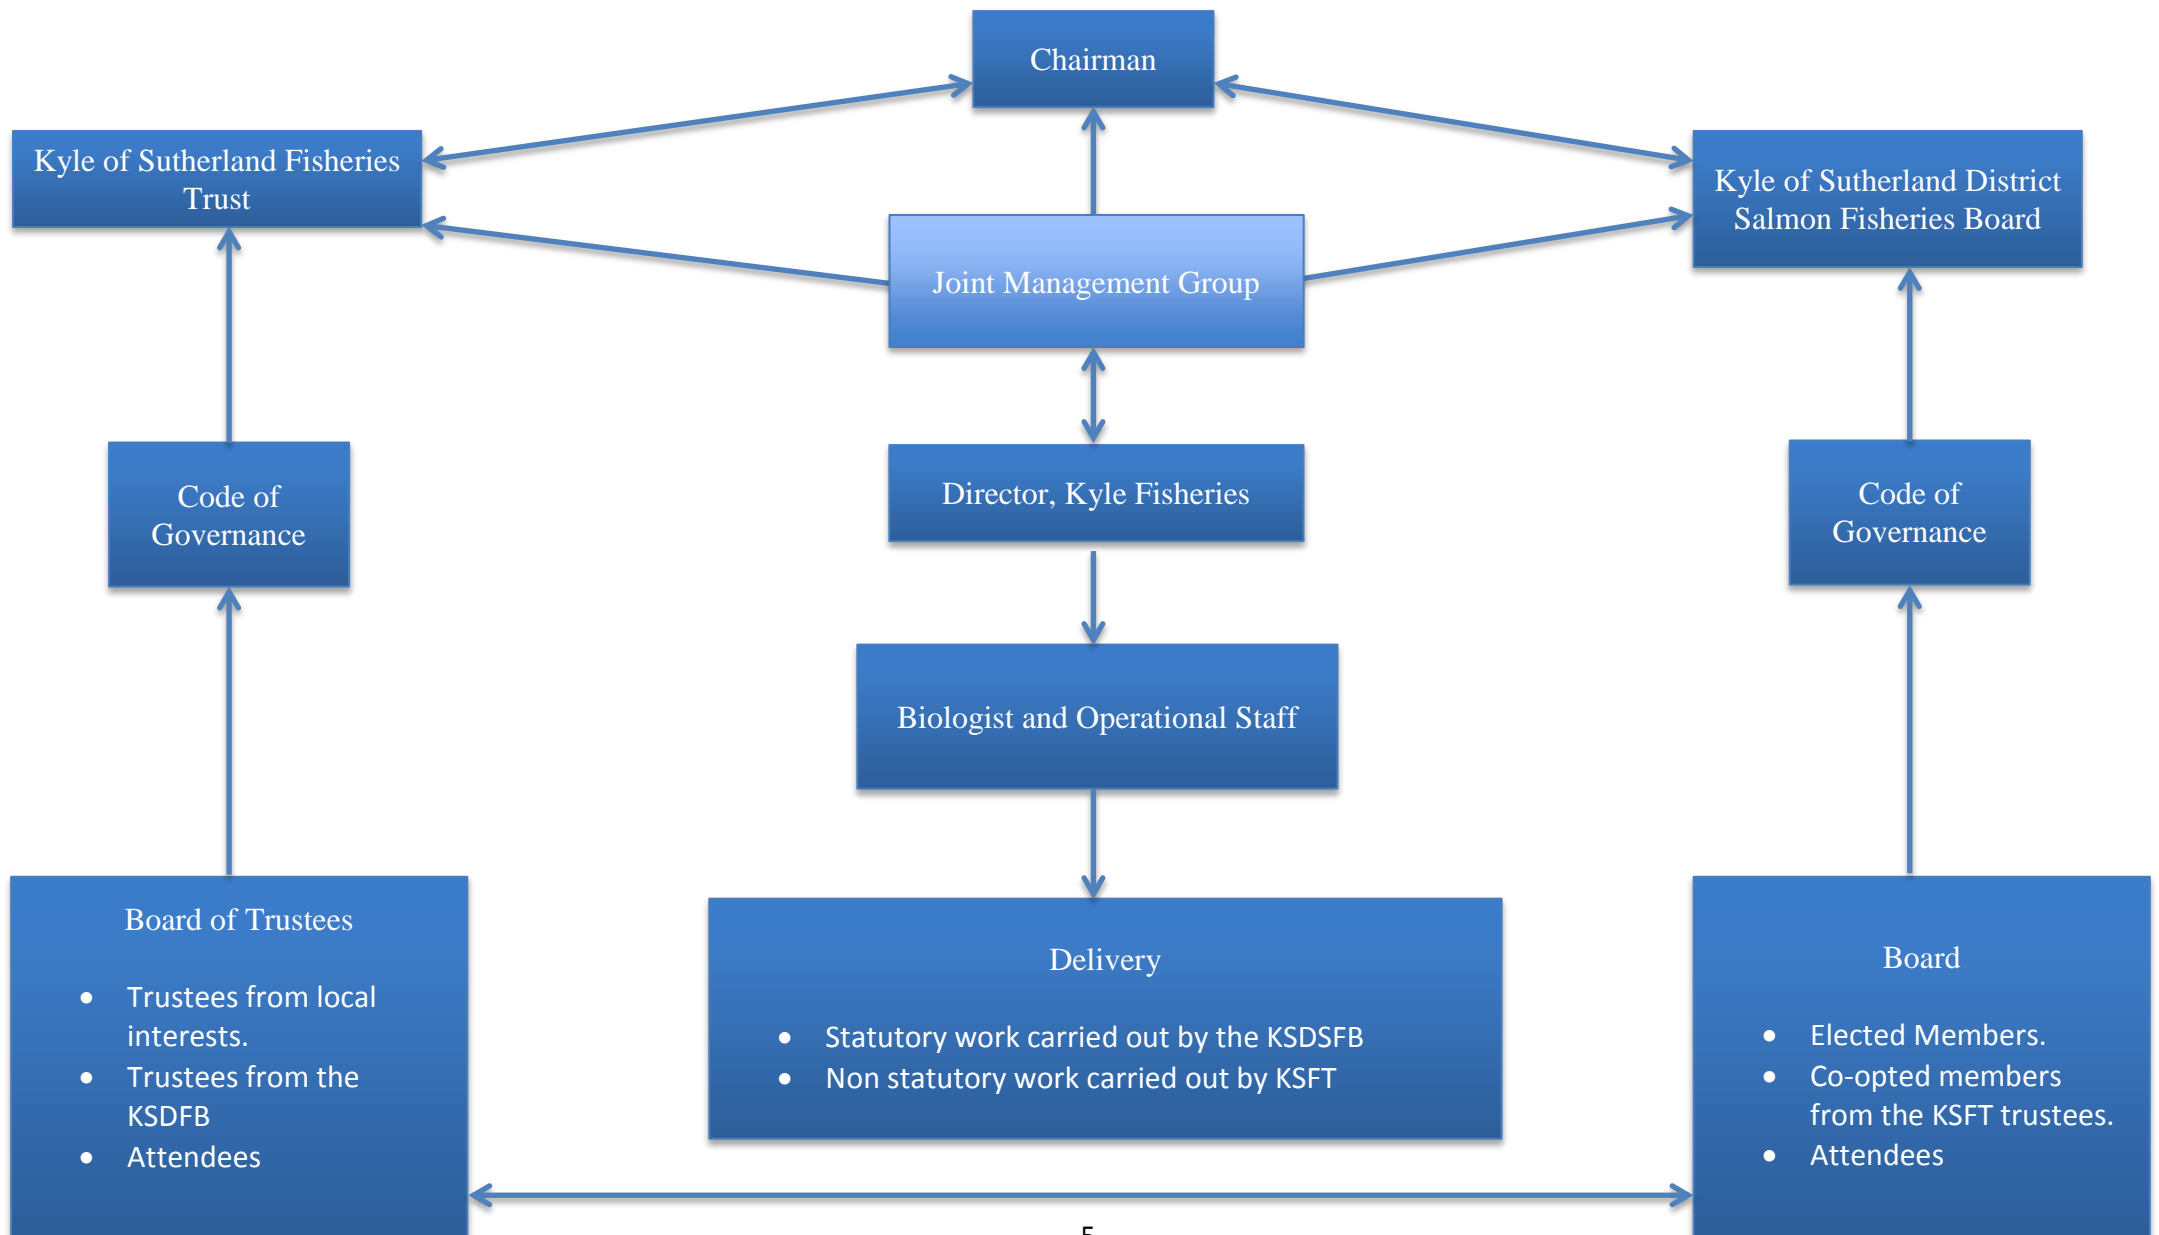 Chairman
Kyle of Sutherland Fisheries
Trust
Kyle of Sutherland District
Salmon Fisheries Board
Joint Management Group
Code of
Governance
Director, Kyle Fisheries
Code of
Governance
Biologist and Operational Staff
Board of Trustees
• Trustees from local
interests.
• Trustees from the
KSDFB
• Attendees
Delivery
• Statutory work carried out by the KSDSFB
• Non statutory work carried out by KSFT
Board
• Elected Members.
• Co-opted members
from the KSFT trustees.
• Attendees